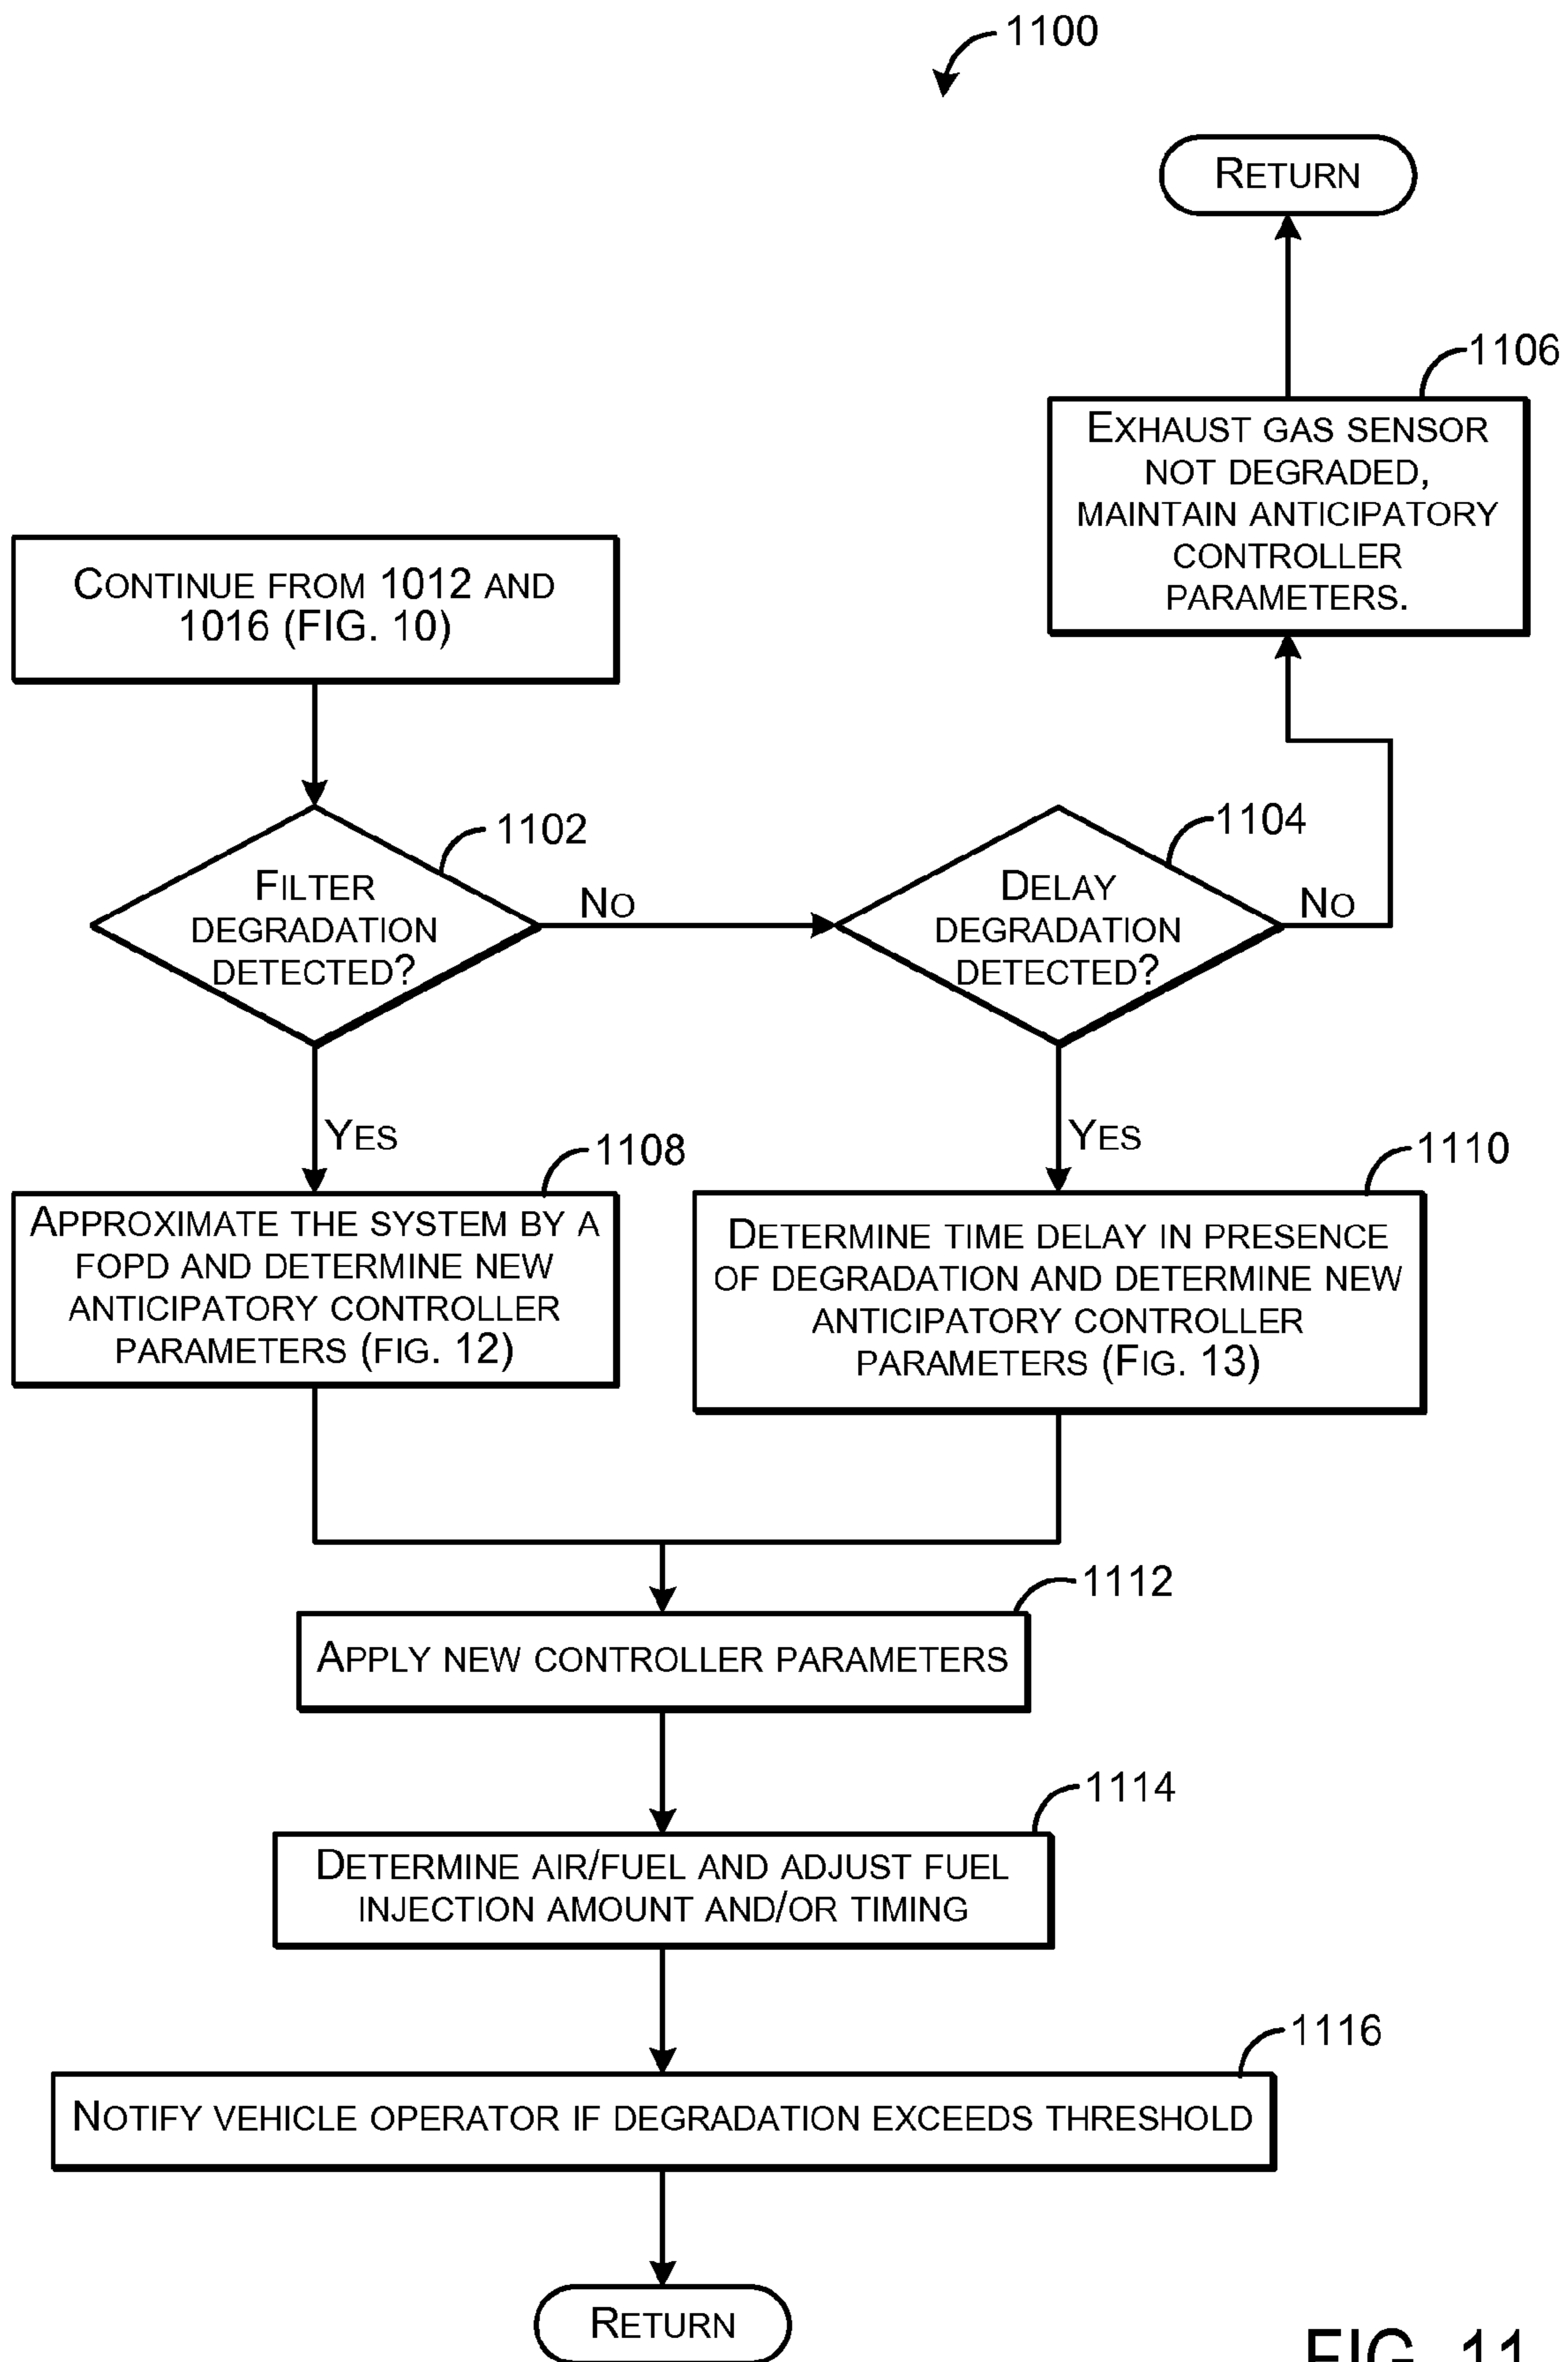 1100
RETURN
1106
EXHAUST GAS SENSOR
NOT DEGRADED,
MAINTAIN ANTICIPATORY
CONTROLLER
PARAMETERS.
CONTINUE FROM 1012 AND
1016 (FIG. 10)
1102
FILTER
DEGRADATION
DETECTED?
NO
1104
DELAY
DEGRADATION
DETECTED?
NO
YES
1108
APPROXIMATE THE SYSTEM BY A
FOPD AND DETERMINE NEW
ANTICIPATORY CONTROLLER
PARAMETERS (FIG. 12)
YES
1110
DETERMINE TIME DELAY IN PRESENCE
OF DEGRADATION AND DETERMINE NEW
ANTICIPATORY CONTROLLER
PARAMETERS (FIG. 13)
1112
APPLY NEW CONTROLLER PARAMETERS
1114
DETERMINE AIR/FUEL AND ADJUST FUEL
INJECTION AMOUNT AND/OR TIMING
1116
NOTIFY VEHICLE OPERATOR IF DEGRADATION EXCEEDS THRESHOLD
RETURN
FIG. 11